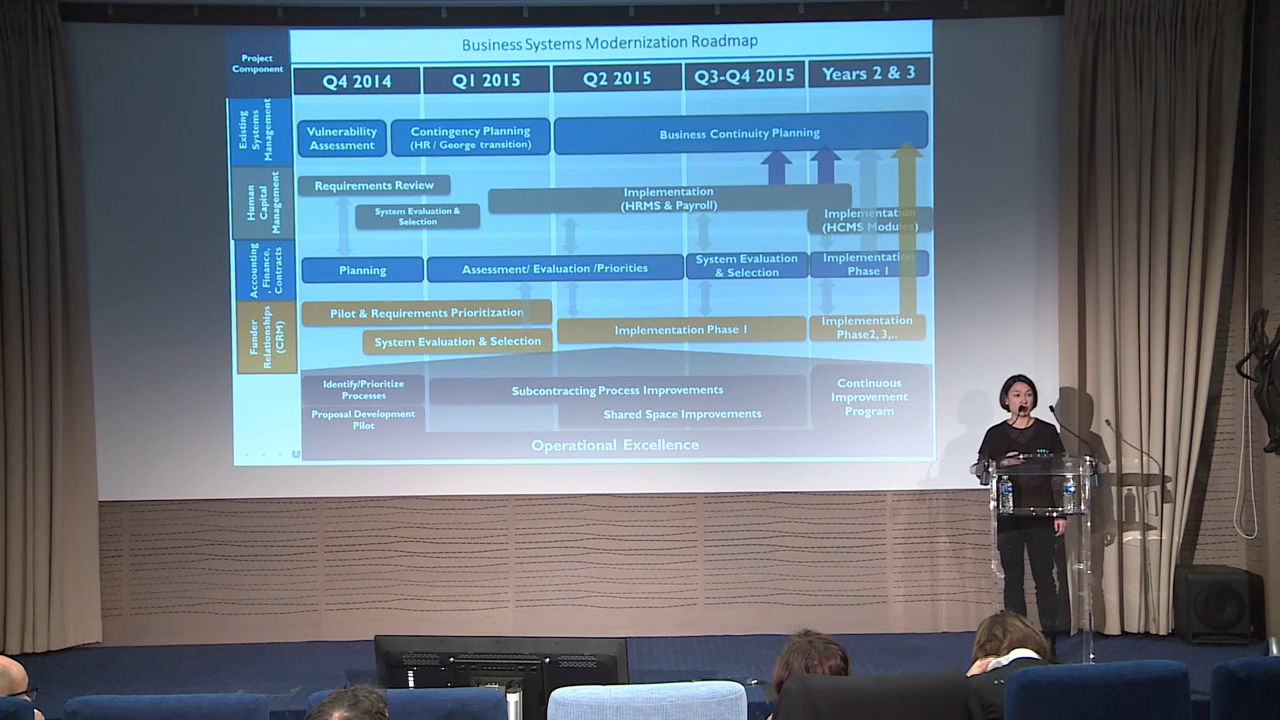 Business Systems Modernization Roadmap
Project
Component
Q4 2014
Q1 2015
Q2 2015
Q3-Q4 2015
Years 2 & 3
Existing
Systems
Management
Vulnerability
Assessment
Contingency Planning
(HR / George transition)
Business Continuity Planning
Human
Capital
Management
Requirements Review
System Evaluation &
Selection
Implementation
(HRMS & Payroll)
Implementation
(HCMS Modules)
Accounting
, Finance,
Contracts
Planning
Assessment/ Evaluation /Priorities
System Evaluation
& Selection
Implementation
Phase 1
Funder
Relationships
(CRM)
Pilot & Requirements Prioritization
System Evaluation & Selection
Implementation Phase 1
Implementation
Phase2, 3,..
Identify/Prioritize
Processes
Subcontracting Process Improvements
Continuous
Improvement
Program
Proposal Development
Pilot
Shared Space Improvements
Operational Excellence